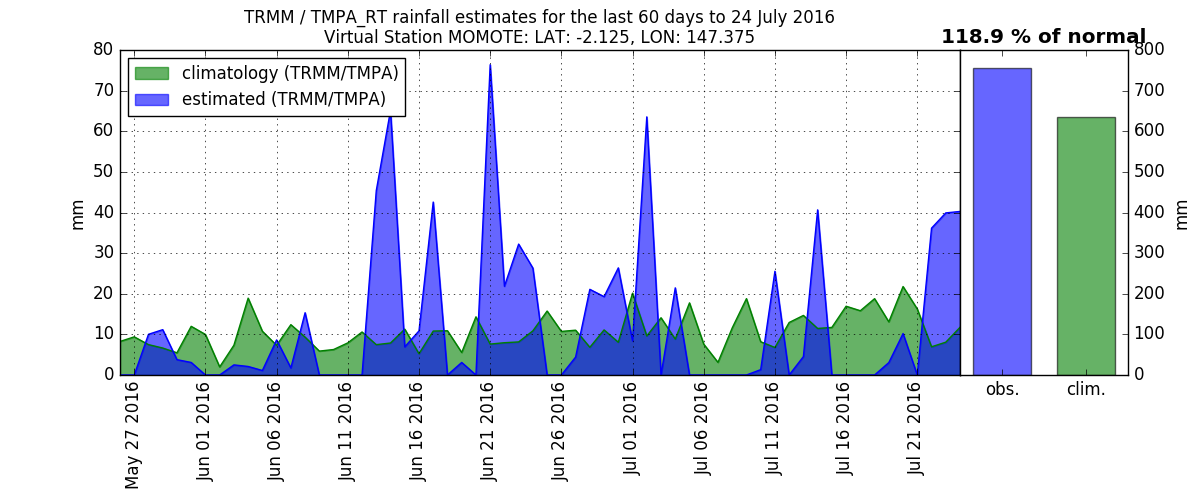 TRMM / TMPA_RT rainfall estimates for the last 60 days to 24 July 2016
Virtual Station MOMOTE: LAT: -2.125, LON: 147.375
118.9 % of normal
climatology (TRMM/TMPA)
estimated (TRMM/TMPA)
mm
80
70
60
50
40
30
20
10
0
May 27 2016
Jun 01 2016
Jun 06 2016
Jun 11 2016
Jun 16 2016
Jun 21 2016
Jun 26 2016
Jul 01 2016
Jul 06 2016
Jul 11 2016
Jul 16 2016
Jul 21 2016
obs.
clim.
800
700
600
500
400
300
200
100
0
mm